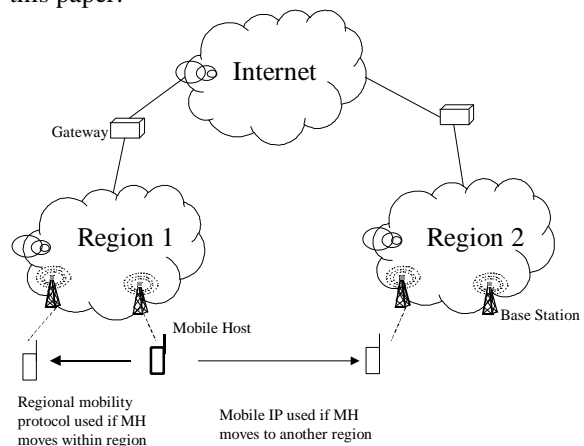 this paper.
Internet
Gateway
Region 1
Region 2
Mobile Host
Base Station
Regional mobility
protocol used if MH
moves within region
Mobile IP used if MH
moves to another region